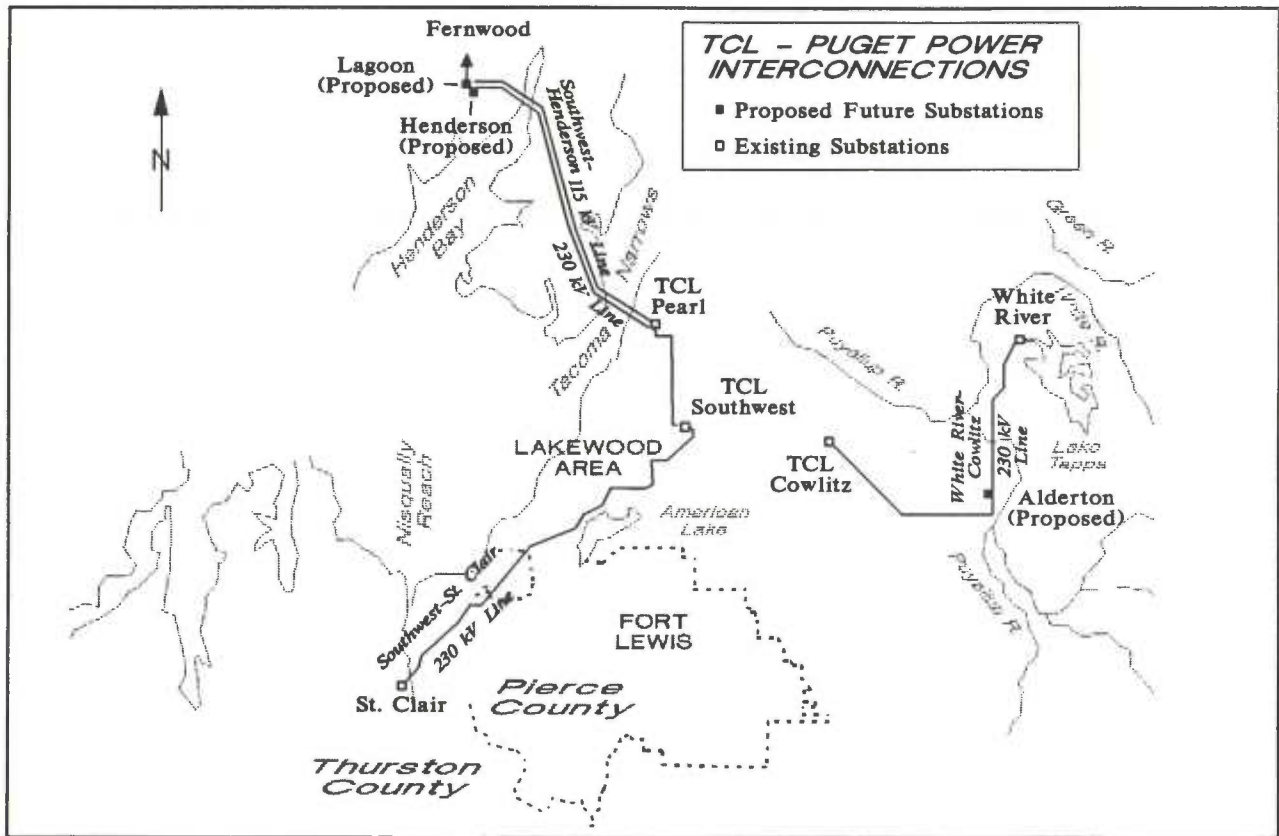 Fernwood
Lagoon
(Proposed)
Henderson
(Proposed)
TCL - PUGET POWER
INTERCONNECTIONS
Proposed Future Substations
Existing Substations
N
Southwest-
Henderson 115 kV
Line
230 kV Line
Henderson
Bay
Tacoma Narrows
TCL
Pearl
Green R.
White
River
White
Puyallup R.
TCL
Southwest
TCL
Cowlitz
White River-
Cowlitz
230 kV
Line
Lake
Tapps
Alderton
(Proposed)
LAKEWOOD
AREA
Nisqually
Reach
American
Lake
Puyallup R.
Southwest-St. Clair
230 kV Line
FORT
LEWIS
St. Clair
Pierce
County
Thurston
County